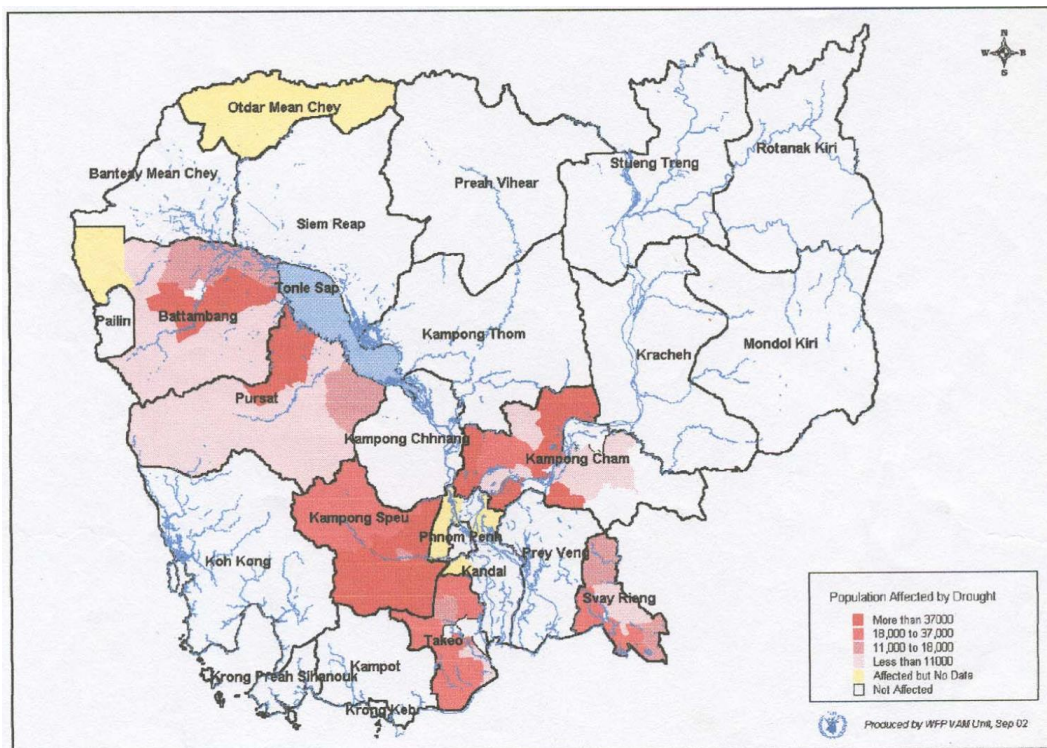 N
W E
S
Otdar Mean Chey
Banteay Mean Chey
Siem Reap
Preah Vihear
Stueng Treng
Rotanak Kiri
Tonle Sap
Pailin
Battambang
Kampong Thom
Kracheh
Mondol Kiri
Pursat
Kampong Chhnang
Kampong Cham
Kampong Speu
Phnom Penh
Koh Kong
Kandal
Prey Veng
Svay Rieng
Takeo
Kampot
Krong Preah Sihanouk
Krong Keb
Population Affected by Drought
More than 37000
18,000 to 37,000
11,000 to 18,000
Less than 11000
Affected but No Data
Not Affected
Produced by WFP VAM Unit, Sep 02